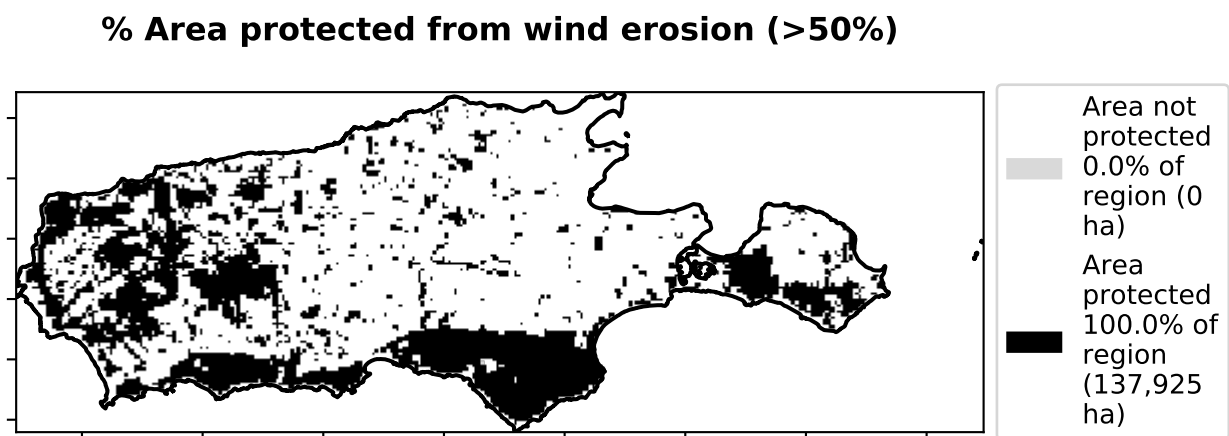 % Area protected from wind erosion (>50%)
Area not
protected
0.0% of
region (0
ha)
Area
protected
100.0% of
region
(137,925
ha)